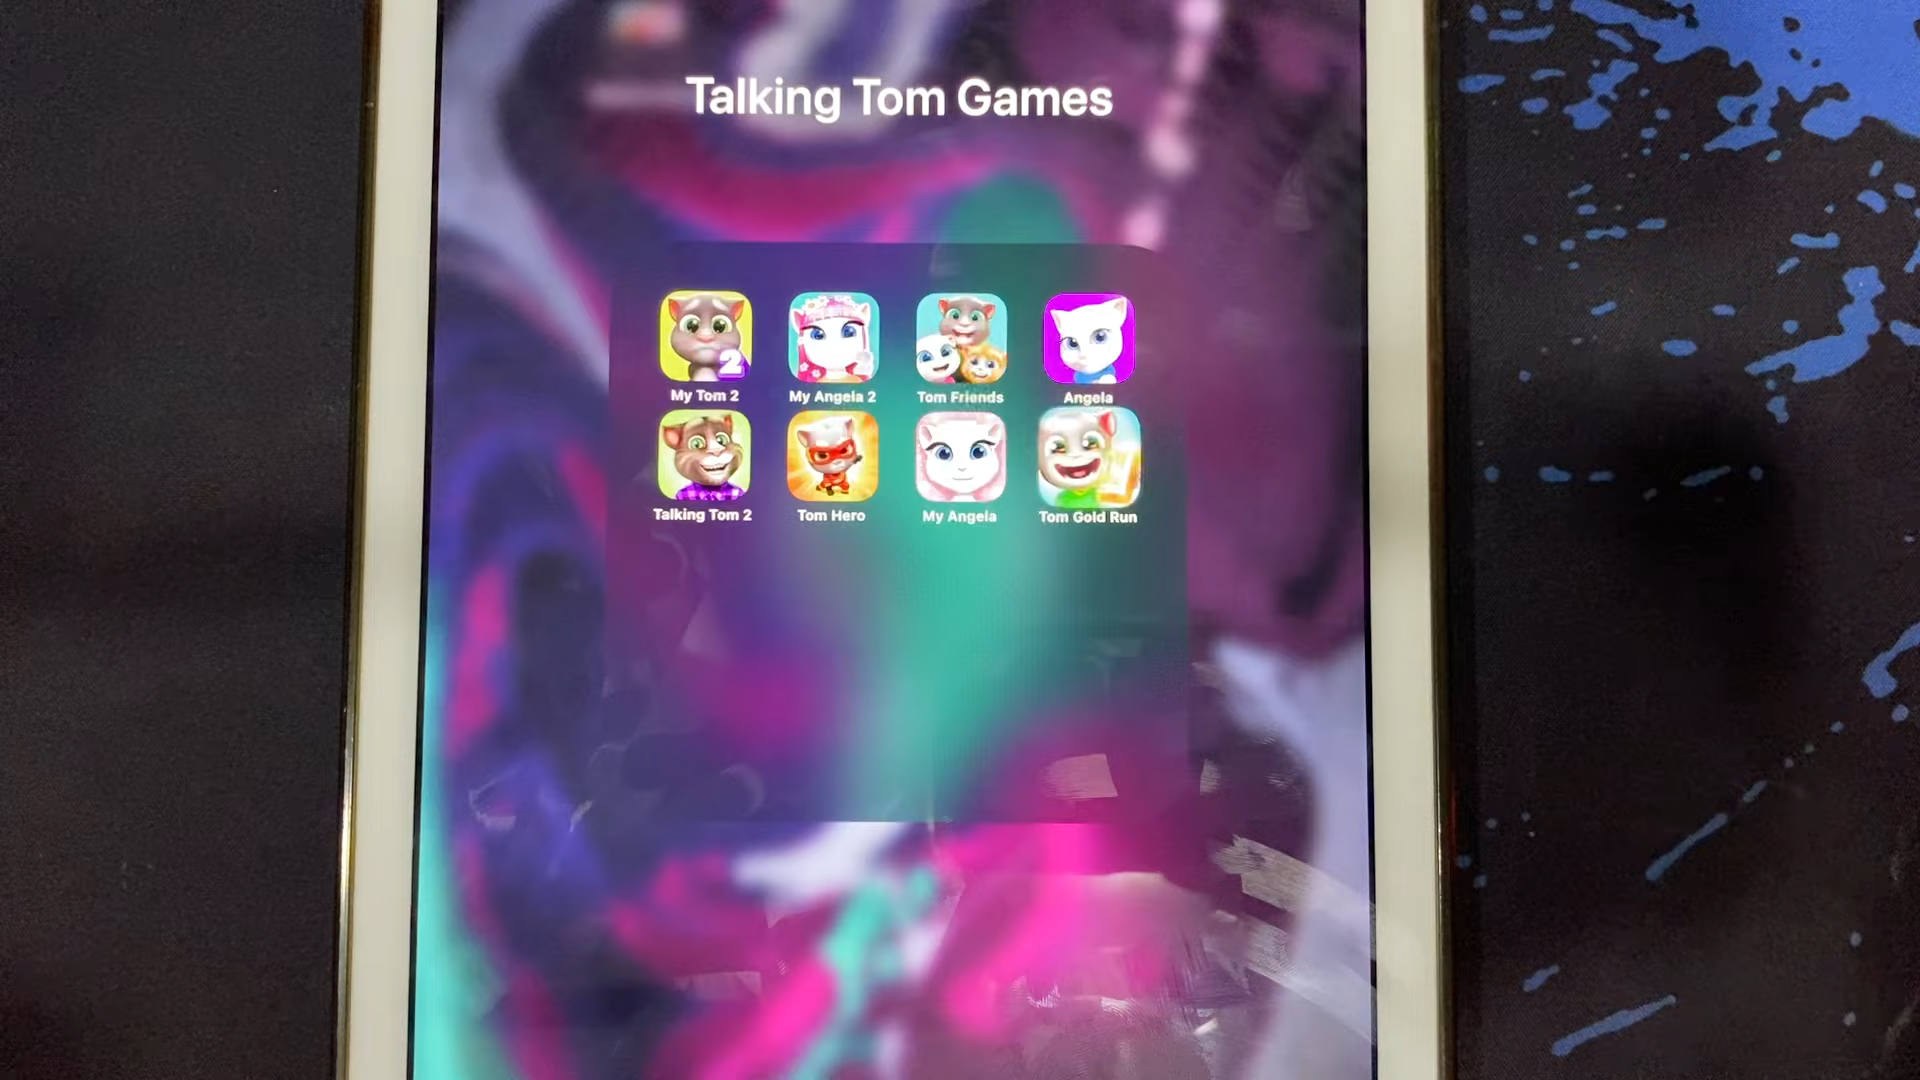 Talking Tom Games
2
My Tom 2
My Angela 2
Tom Friends
Angela
Talking Tom 2
Tom Hero
My Angela
Tom Gold Run